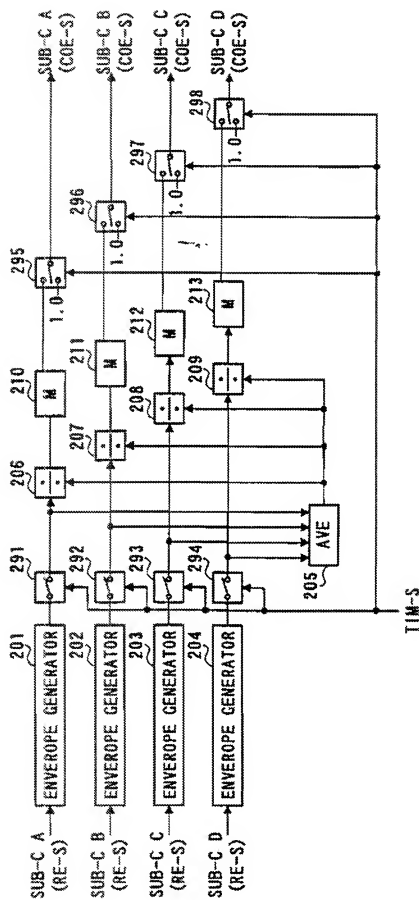 SUB-C A
(RE-S)
201
ENVEROPE GENERATOR
291
206
÷
210
M
295
1.0
SUB-C A
(COE-S)
SUB-C B
(RE-S)
202
ENVEROPE GENERATOR
292
207
÷
211
M
296
1.0
SUB-C B
(COE-S)
SUB-C C
(RE-S)
203
ENVEROPE GENERATOR
293
208
÷
212
M
297
1.0
SUB-C C
(COE-S)
SUB-C D
(RE-S)
204
ENVEROPE GENERATOR
294
209
÷
213
M
298
1.0
SUB-C D
(COE-S)
AVE
205
TIM-S